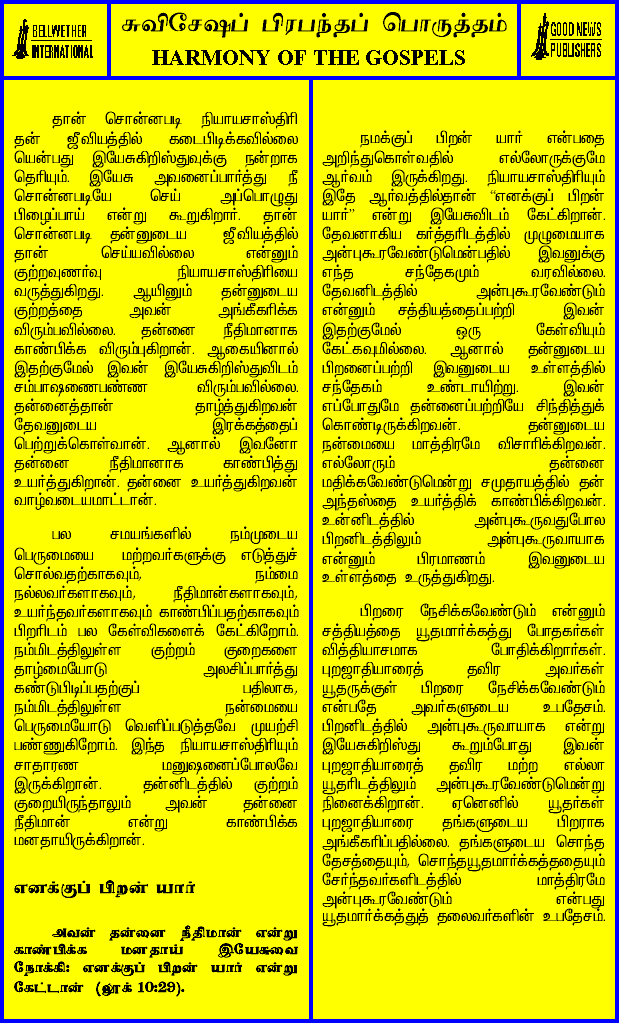 BELLWETHER
INTERNATIONAL
சுவிசேஷப் பிரபந்தப் பொருத்தம்
HARMONY OF THE GOSPELS
GOOD NEWS
PUBLISHERS
தான் சொன்னபடி நியாயசாஸ்திரி
தன் ஜீவியத்தில் கடைபிடிக்கவில்லை
யென்பது இயேசுகிறிஸ்துவுக்கு நன்றாக
தெரியும். இயேசு அவனைப்பார்த்து நீ
சொன்னபடியே செய் அப்பொழுது
பிழைப்பாய் என்று கூறுகிறார். தான்
சொன்னபடி தன்னுடைய ஜீவியத்தில்
தான் செய்யவில்லை என்னும்
குற்றவுணர்வு நியாயசாஸ்திரியை
வருத்துகிறது. ஆயினும் தன்னுடைய
குற்றத்தை அவன் அங்கீகரிக்க
விரும்பவில்லை. தன்னை நீதிமானாக
காண்பிக்க விரும்புகிறான். ஆகையினால்
இதற்குமேல் இவன் இயேசுகிறிஸ்துவிடம்
சம்பாஷணைபண்ண விரும்பவில்லை.
தன்னைத்தான் தாழ்த்துகிறவன்
தேவனுடைய இரக்கத்தைப்
பெற்றுக்கொள்வான். ஆனால் இவனோ
தன்னை நீதிமானாக காண்பித்து
உயர்த்துகிறான். தன்னை உயர்த்துகிறவன்
வாழ்வடையமாட்டான்.
பல சமயங்களில் நம்முடைய
பெருமையை மற்றவர்களுக்கு எடுத்துச்
சொல்வதற்காகவும், நம்மை
நல்லவர்களாகவும், நீதிமான்களாகவும்,
உயர்ந்தவர்களாகவும் காண்பிப்பதற்காகவும்
பிறரிடம் பல கேள்விகளைக் கேட்கிறோம்.
நம்மிடத்திலுள்ள குற்றம் குறைகளை
தாழ்மையோடு அலசிப்பார்த்து
கண்டுபிடிப்பதற்குப் பதிலாக,
நம்மிடத்திலுள்ள நன்மையை
பெருமையோடு வெளிப்படுத்தவே முயற்சி
பண்ணுகிறோம். இந்த நியாயசாஸ்திரியும்
சாதாரண மனுஷனைப்போலவே
இருக்கிறான். தன்னிடத்தில் குற்றம்
குறையிருந்தாலும் அவன் தன்னை
நீதிமான் என்று காண்பிக்க
மனதாயிருக்கிறான்.
எனக்குப் பிறன் யார்
அவன் தன்னை நீதிமான் என்று
காண்பிக்க மனதாய் இயேசுவை
நோக்கி: எனக்குப் பிறன் யார் என்று
கேட்டான் (லூக் 10:29).
நமக்குப் பிறன் யார் என்பதை
அறிந்துகொள்வதில் எல்லோருக்குமே
ஆர்வம் இருக்கிறது. நியாயசாஸ்திரியும்
இதே ஆர்வத்தில்தான் “எனக்குப் பிறன்
யார்” என்று இயேசுவிடம் கேட்கிறான்.
தேவனாகிய கர்த்தரிடத்தில் முழுமையாக
அன்புகூரவேண்டுமென்பதில் இவனுக்கு
எந்த சந்தேகமும் வரவில்லை.
தேவனிடத்தில் அன்புகூரவேண்டும்
என்னும் சத்தியத்தைப்பற்றி இவன்
இதற்குமேல் ஒரு கேள்வியும்
கேட்கவுமில்லை. ஆனால் தன்னுடைய
பிறனைப்பற்றி இவனுடைய உள்ளத்தில்
சந்தேகம் உண்டாயிற்று. இவன்
எப்போதுமே தன்னைப்பற்றியே சிந்தித்துக்
கொண்டிருக்கிறவன். தன்னுடைய
நன்மையை மாத்திரமே விசாரிக்கிறவன்.
எல்லோரும் தன்னை
மதிக்கவேண்டுமென்று சமுதாயத்தில் தன்
அந்தஸ்தை உயர்த்திக் காண்பிக்கிறவன்.
உன்னிடத்தில் அன்புகூருவதுபோல
பிறனிடத்திலும் அன்புகூருவாயாக
என்னும் பிரமாணம் இவனுடைய
உள்ளத்தை உருத்துகிறது.
பிறரை நேசிக்கவேண்டும் என்னும்
சத்தியத்தை யூதமார்க்கத்து போதகர்கள்
வித்தியாசமாக போதிக்கிறார்கள்.
புறஜாதியாரைத் தவிர அவர்கள்
யூதருக்குள் பிறரை நேசிக்கவேண்டும்
என்பதே அவர்களுடைய உபதேசம்.
பிறனிடத்தில் அன்புகூருவாயாக என்று
இயேசுகிறிஸ்து கூறும்போது இவன்
புறஜாதியாரைத் தவிர மற்ற எல்லா
யூதரிடத்திலும் அன்புகூரவேண்டுமென்று
நினைக்கிறான். ஏனெனில் யூதர்கள்
புறஜாதியாரை தங்களுடைய பிறராக
அங்கீகரிப்பதில்லை. தங்களுடைய சொந்த
தேசத்தையும், சொந்தயூதமார்க்கத்ததையும்
சேர்ந்தவர்களிடத்தில் மாத்திரமே
அன்புகூரவேண்டும் என்பது
யூதமார்க்கத்துத் தலைவர்களின் உபதேசம்.